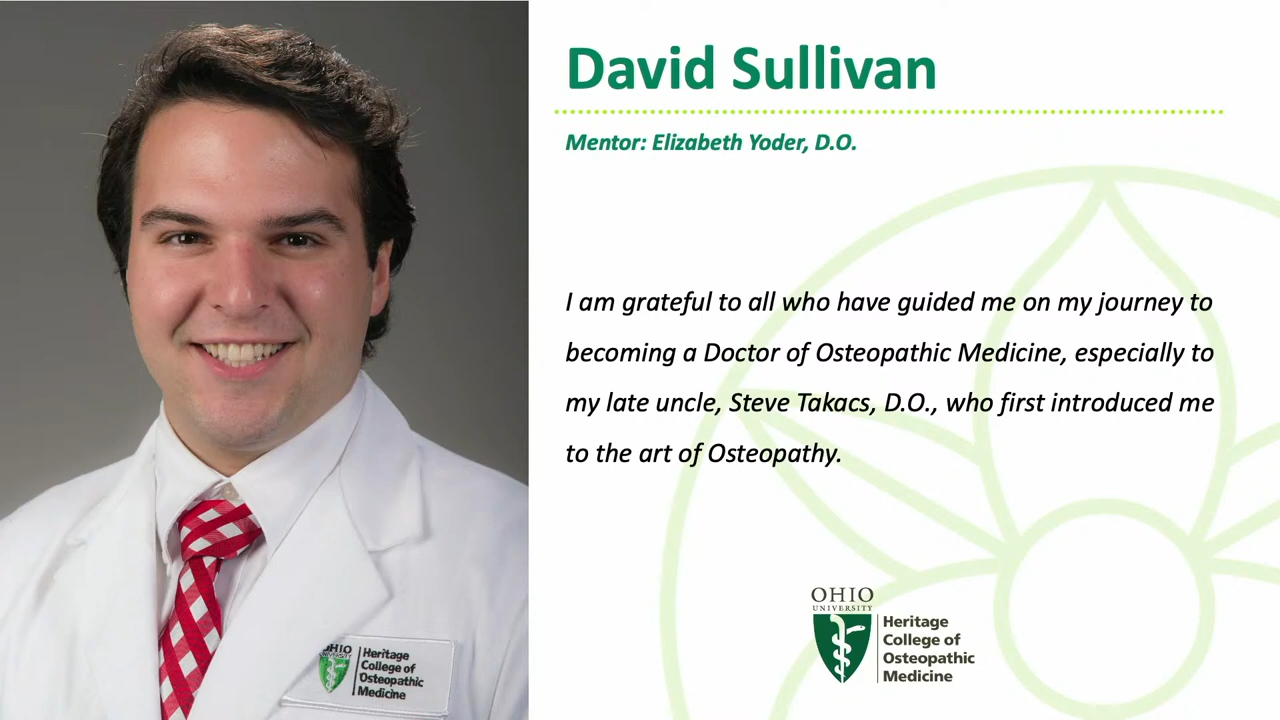 David Sullivan
Mentor: Elizabeth Yoder, D.O.
I am grateful to all who have guided me on my journey to
becoming a Doctor of Osteopathic Medicine, especially to
my late uncle, Steve Takacs, D.O., who first introduced me
to the art of Osteopathy.
OHIO
UNIVERSITY
Heritage
College of
Osteopathic
Medicine
OHIO
UNIVERSITY
Heritage
College of
Osteopathic
Medicine